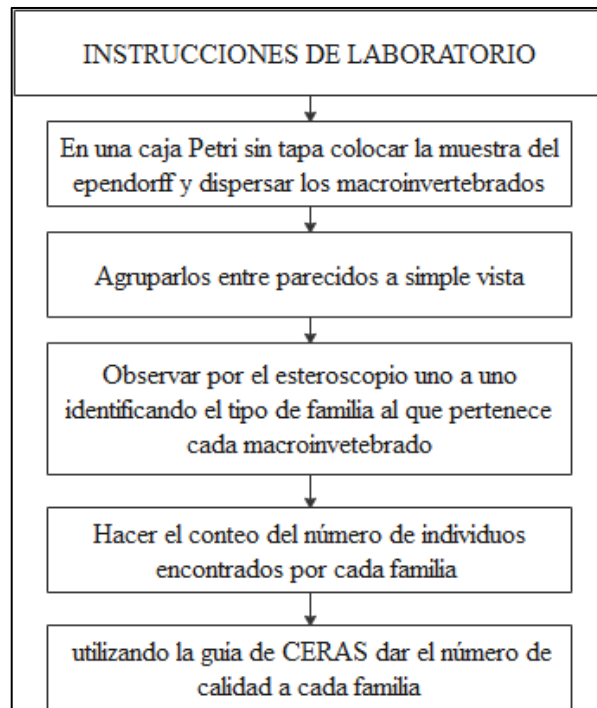 INSTRUCCIONES DE LABORATORIO
En una caja Petri sin tapa colocar la muestra del
ependorff y dispersar los macroinvertebrados
Agruparlos entre parecidos a simple vista
Observar por el esteroscopio uno a uno
identificando el tipo de familia al que pertenece
cada macroinvetebrado
Hacer el conteo del número de individuos
encontrados por cada familia
utilizando la guia de CERAS dar el número de
calidad a cada familia